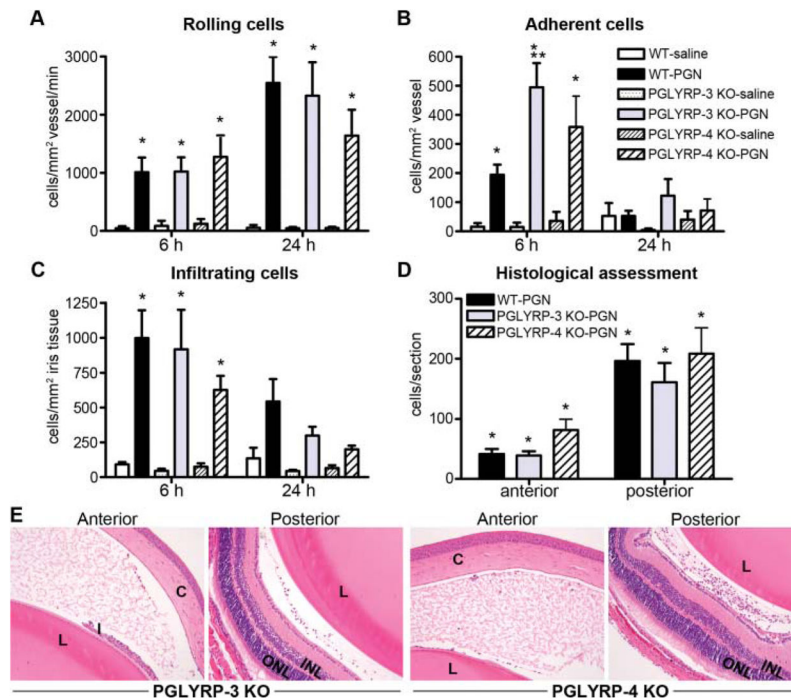 A
Rolling cells
cells/mm² vessel/min
3000
2000
1000
0
* * * * * *
6 h 24 h
B
Adherent cells
cells/mm² vessel
600
500
400
300
200
100
0
* * ** *
6 h 24 h
WT-saline
WT-PGN
PGLYRP-3 KO-saline
PGLYRP-3 KO-PGN
PGLYRP-4 KO-saline
PGLYRP-4 KO-PGN
C
Infiltrating cells
cells/mm² iris tissue
1250
1000
750
500
250
0
* * *
6 h 24 h
D
Histological assessment
cells/section
300
200
100
0
WT-PGN
PGLYRP-3 KO-PGN
PGLYRP-4 KO-PGN
* * * * * *
anterior posterior
E
Anterior Posterior Anterior Posterior
C L I L ONL INL
C L L ONL INL
PGLYRP-3 KO PGLYRP-4 KO